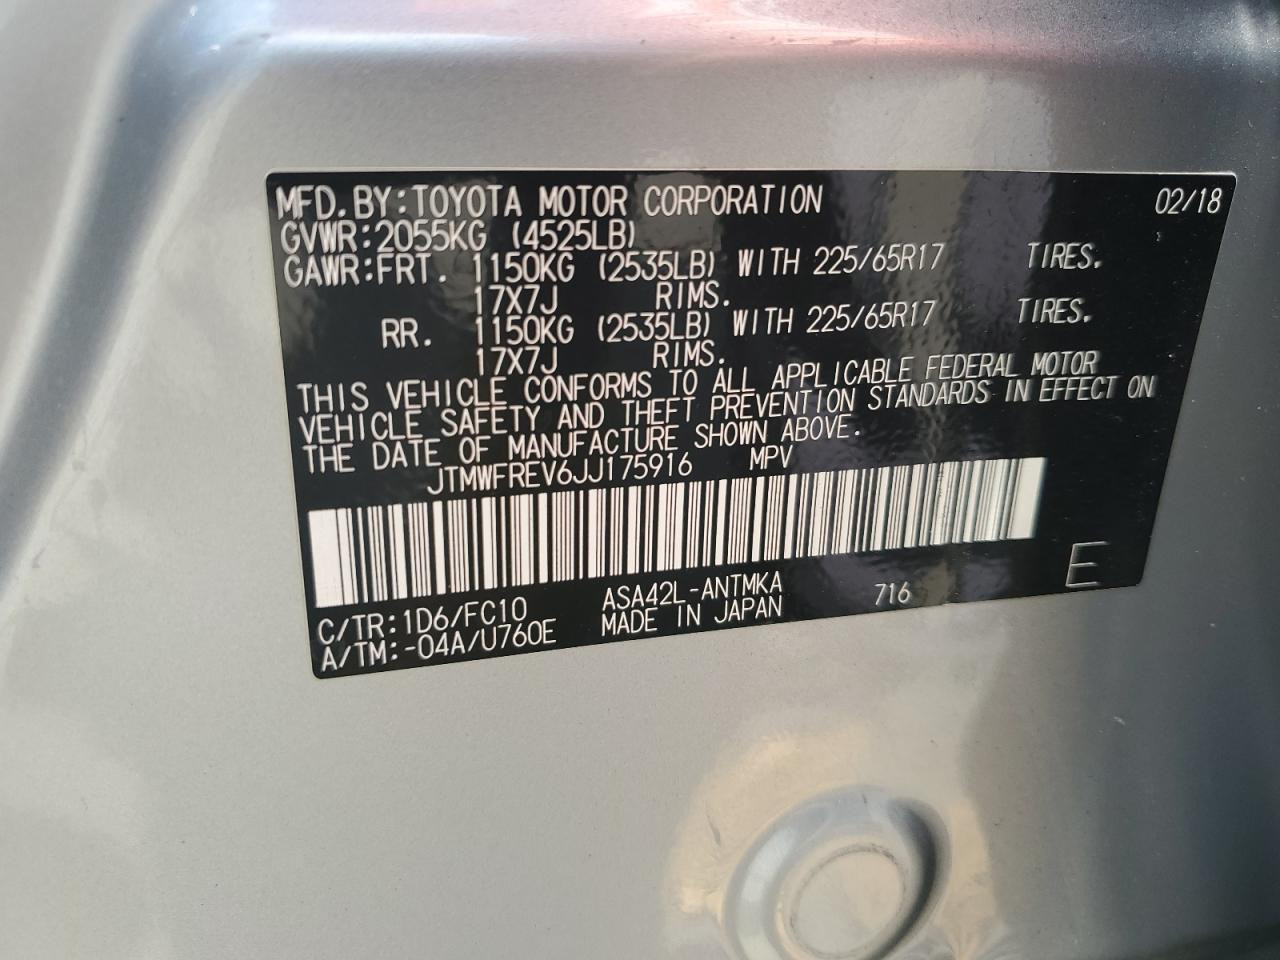 MFD. BY: TOYOTA MOTOR CORPORATION 02/18
GVWR: 2055KG (4525LB)
GAWR: FRT. 1150KG (2535LB) WITH 225/65R17 TIRES.
17X7J RIMS.
RR. 1150KG (2535LB) WITH 225/65R17 TIRES.
17X7J RIMS.
THIS VEHICLE CONFORMS TO ALL APPLICABLE FEDERAL MOTOR
VEHICLE SAFETY AND THEFT PREVENTION STANDARDS IN EFFECT ON
THE DATE OF MANUFACTURE SHOWN ABOVE.
JTMWFREV6JJ175916 MPV
C/TR: 1D6/FC10 ASA42L-ANTMKA 716 E
A/TM: -04A/U760E MADE IN JAPAN